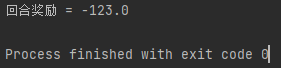 回合奖励 = -123.0
Process finished with exit code 0